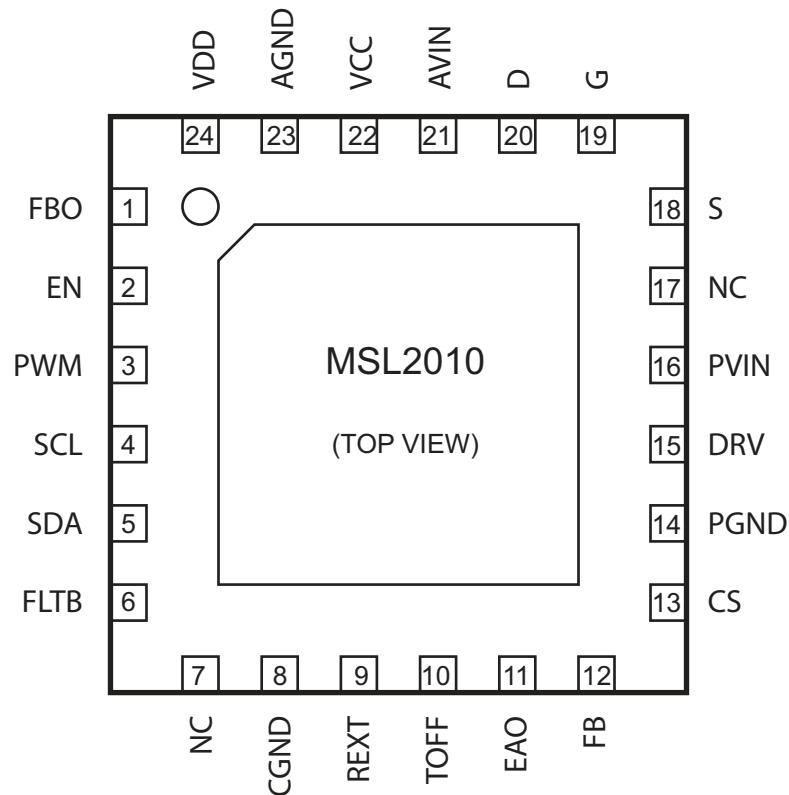 VDD AGND VCC AVIN D G
24 23 22 21 20 19
FBO 1 18 S
EN 2 17 NC
PWM 3 MSL2010 16 PVIN
SCL 4 (TOP VIEW) 15 DRV
SDA 5 14 PGND
FLTB 6 13 CS
7 8 9 10 11 12
NC CGND REXT TOFF EAO FB